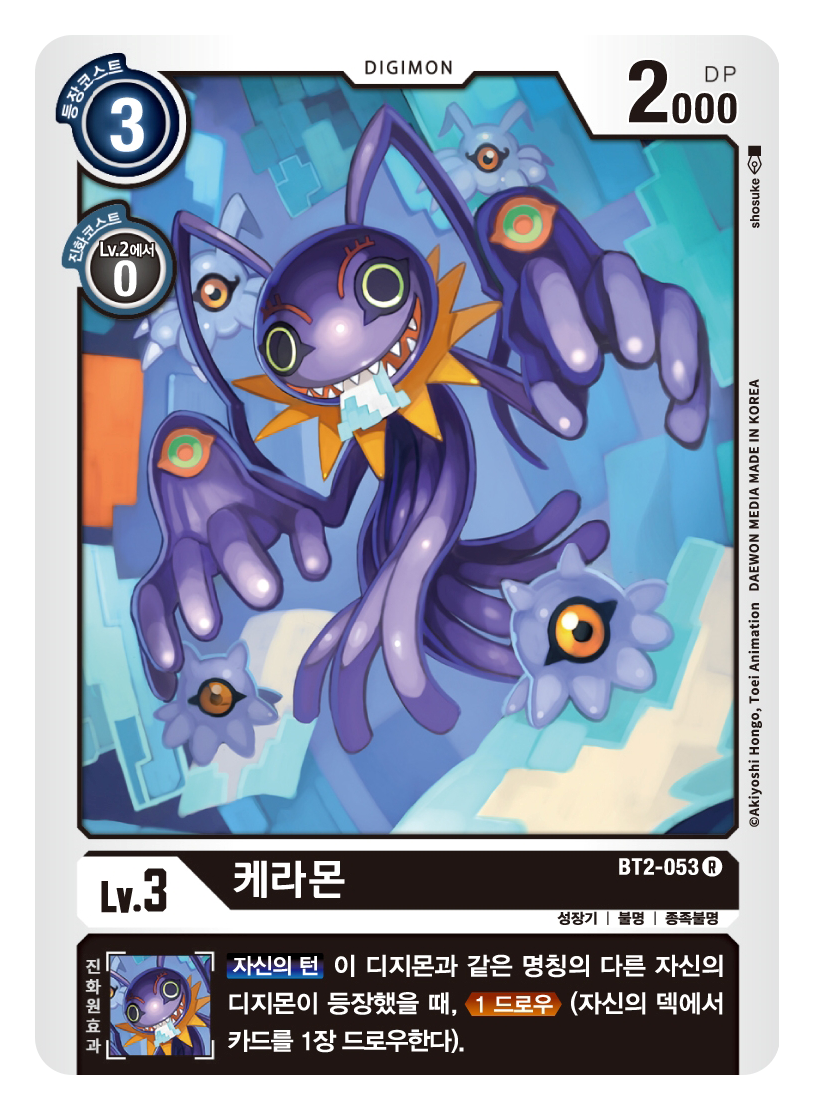 DIGIMON
등장코스트
3
DP
2000
진화코스트
Lv.2에서
0
shosuke
©Akiyoshi Hongo, Toei Animation DAEWON MEDIA MADE IN KOREA
Lv.3
케라몬
BT2-053 R
성장기 | 불명 | 종족불명
진화원효과
자신의 턴 이 디지몬과 같은 명칭의 다른 자신의
디지몬이 등장했을 때, 1 드로우 (자신의 덱에서
카드를 1장 드로우한다).